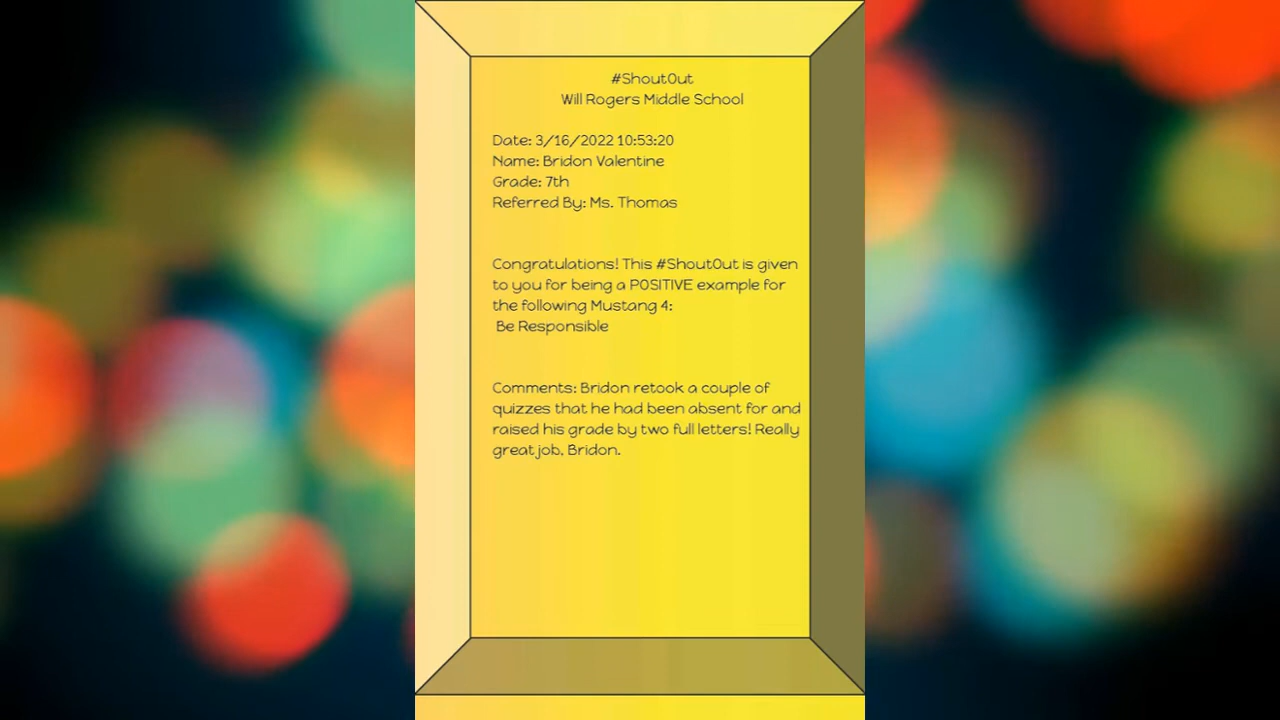 #ShoutOut
Will Rogers Middle School
Date: 3/16/2022 10:53:20
Name: Bridon Valentine
Grade: 7th
Referred By: Ms. Thomas
Congratulations! This #ShoutOut is given
to you for being a POSITIVE example for
the following Mustang 4:
Be Responsible
Comments: Bridon retook a couple of
quizzes that he had been absent for and
raised his grade by two full letters! Really
great job, Bridon.